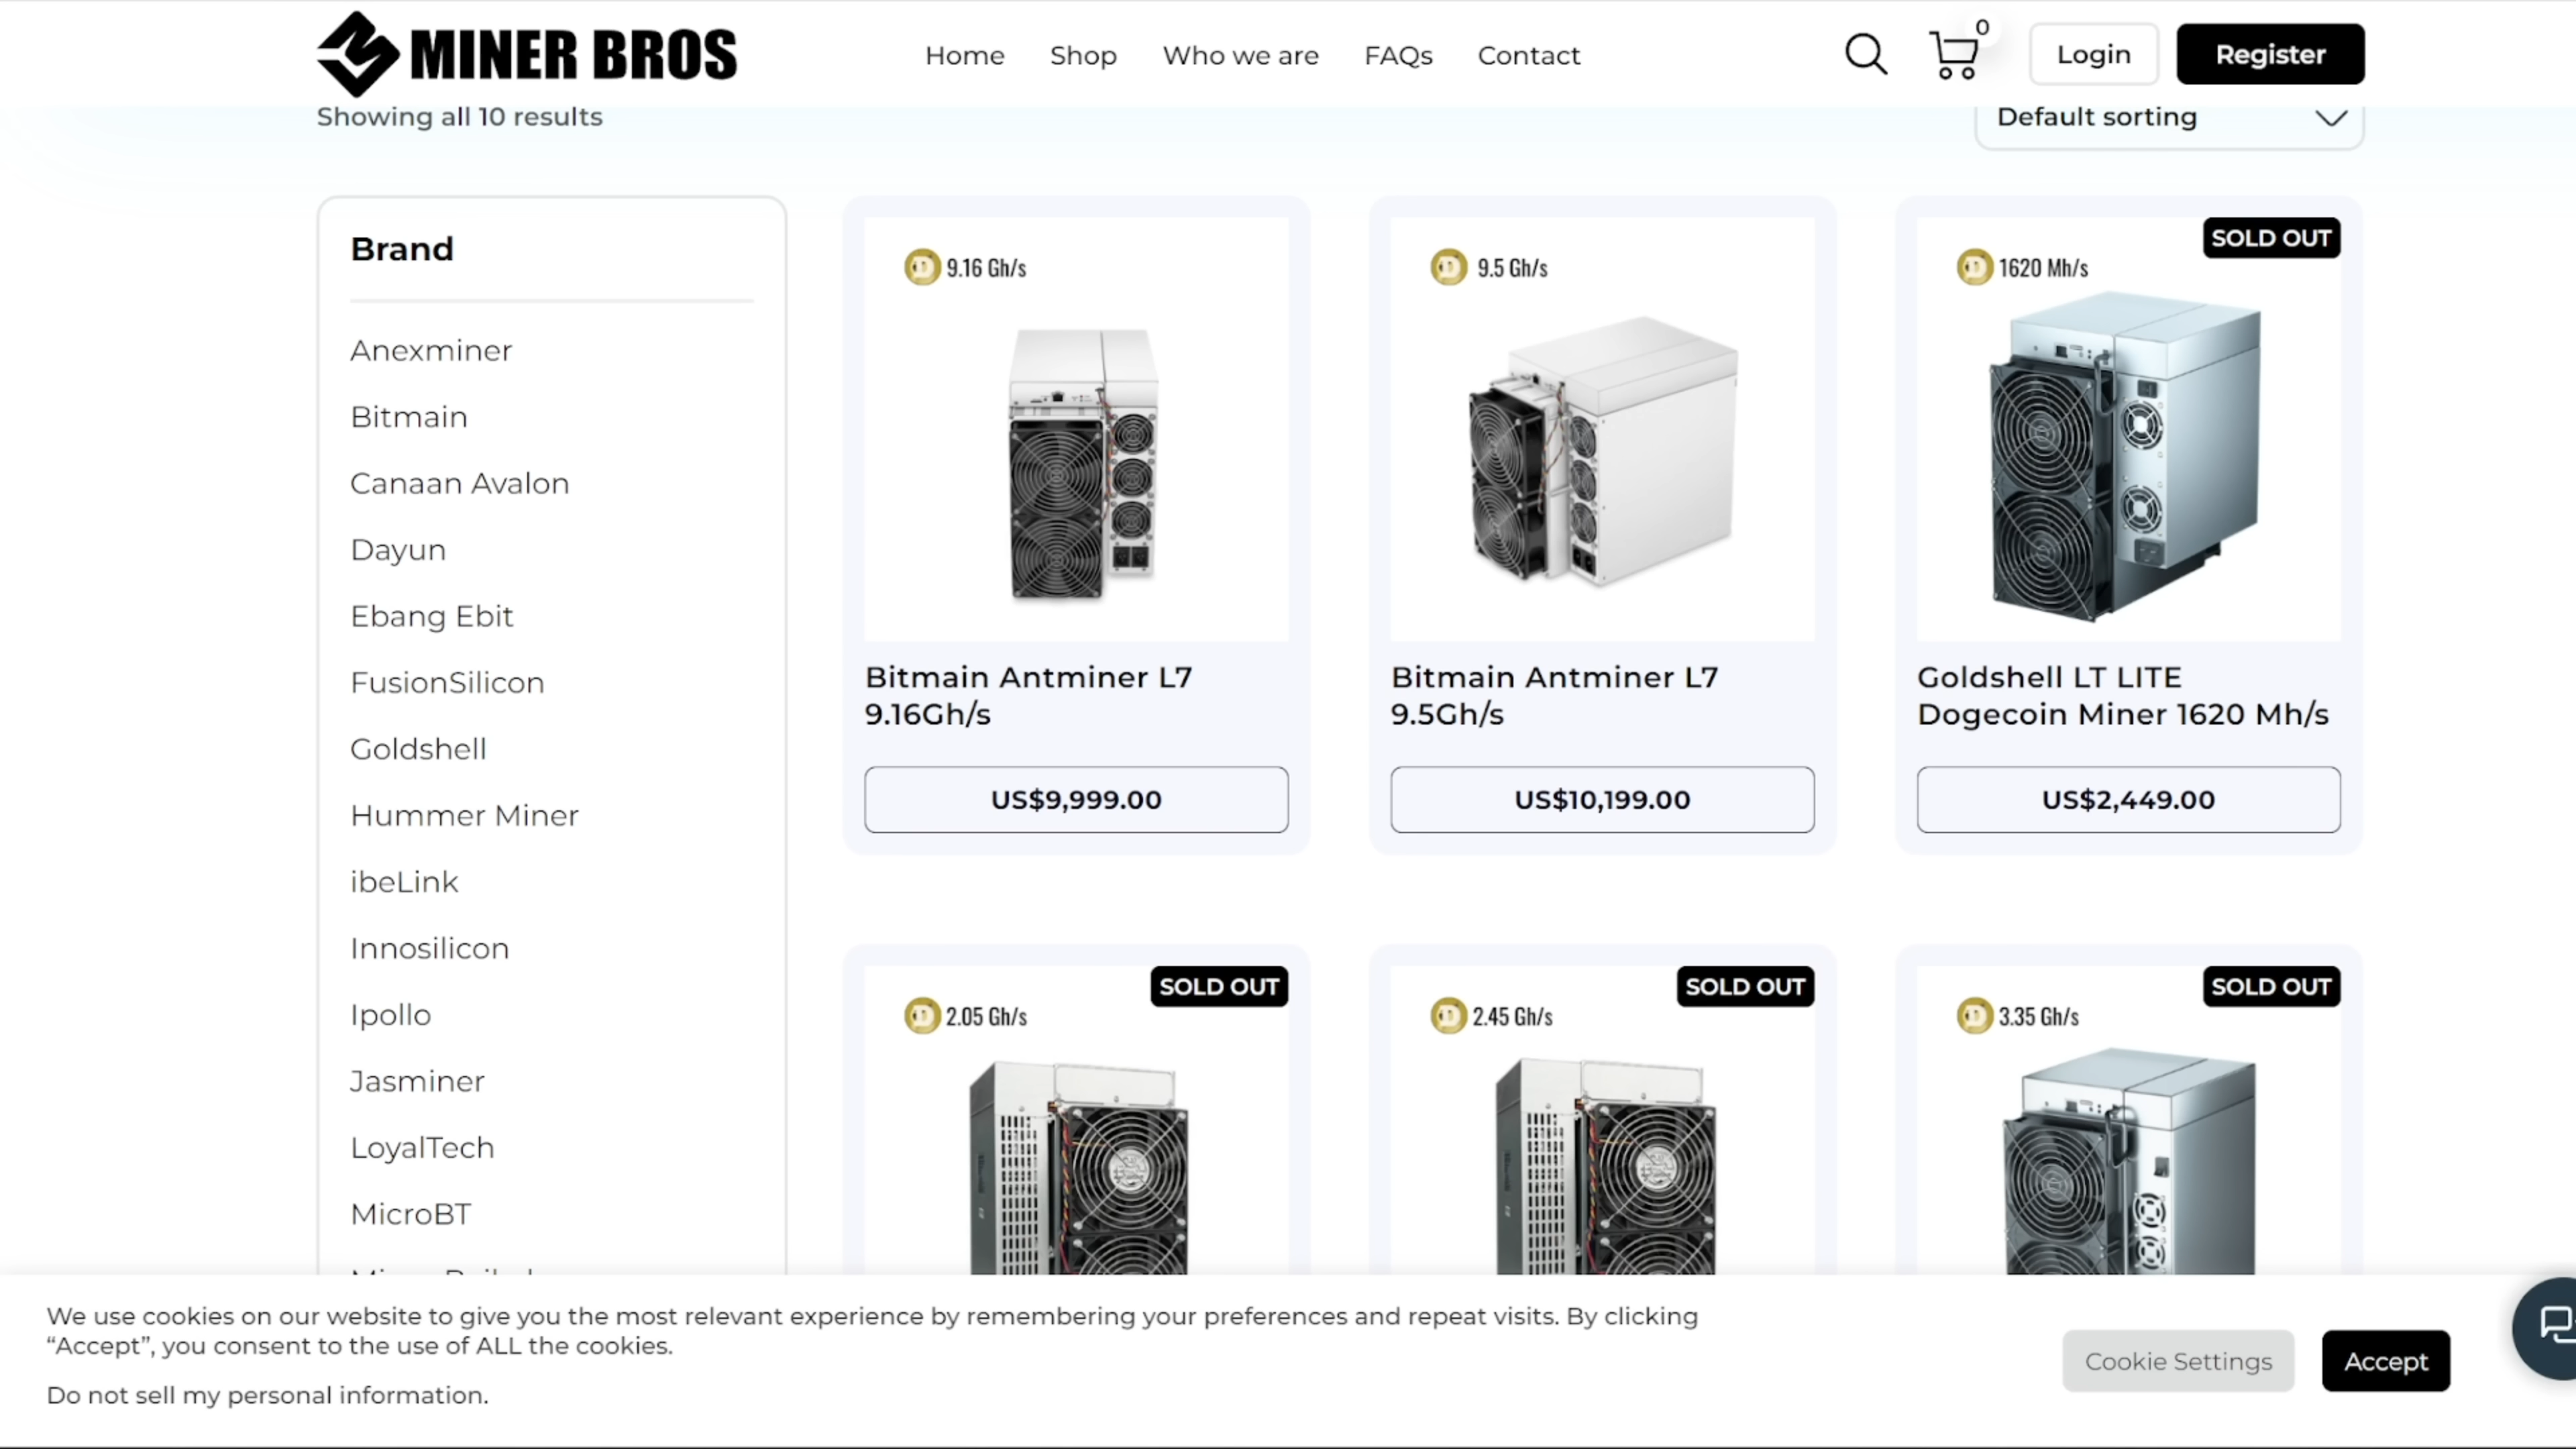 MINER BROS
Home
Shop
Who we are
FAQs
Contact
0
Login
Register
Showing all 10 results
Default sorting
Brand
Anexminer
Bitmain
Canaan Avalon
Dayun
Ebang Ebit
FusionSilicon
Goldshell
Hummer Miner
ibeLink
Innosilicon
Ipollo
Jasminer
LoyalTech
MicroBT
9.16 Gh/s
Bitmain Antminer L7
9.16Gh/s
US$9,999.00
9.5 Gh/s
Bitmain Antminer L7
9.5Gh/s
US$10,199.00
SOLD OUT
1620 Mh/s
Goldshell LT LITE
Dogecoin Miner 1620 Mh/s
US$2,449.00
SOLD OUT
2.05 Gh/s
SOLD OUT
2.45 Gh/s
SOLD OUT
3.35 Gh/s
We use cookies on our website to give you the most relevant experience by remembering your preferences and repeat visits. By clicking
“Accept”, you consent to the use of ALL the cookies.
Do not sell my personal information.
Cookie Settings
Accept